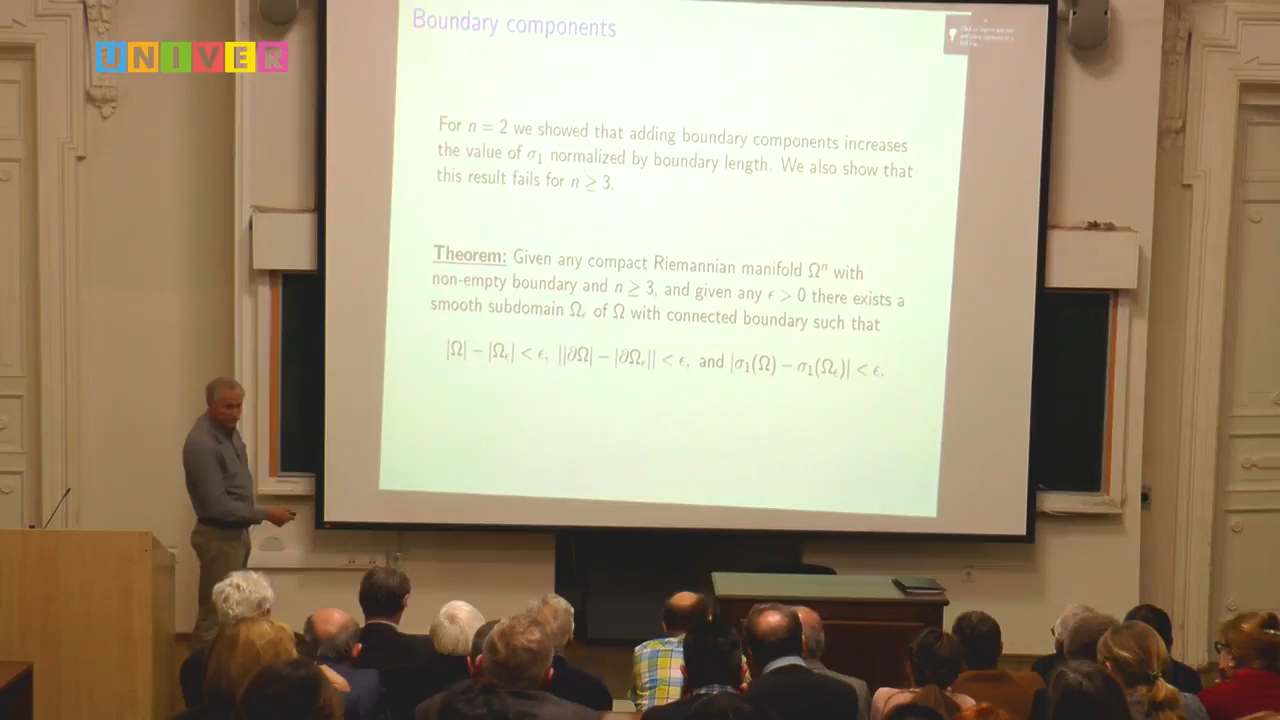 UNIVER
Boundary components
For n = 2 we showed that adding boundary components increases
the value of σ₁ normalized by boundary length. We also show that
this result fails for n ≥ 3.
Theorem: Given any compact Riemannian manifold Ωⁿ with
non-empty boundary and n ≥ 3, and given any ϵ > 0 there exists a
smooth subdomain Ω_ϵ of Ω with connected boundary such that
|Ω| − |Ω_ϵ| < ϵ, ||∂Ω| − |∂Ω_ϵ|| < ϵ, and |σ₁(Ω) − σ₁(Ω_ϵ)| < ϵ.